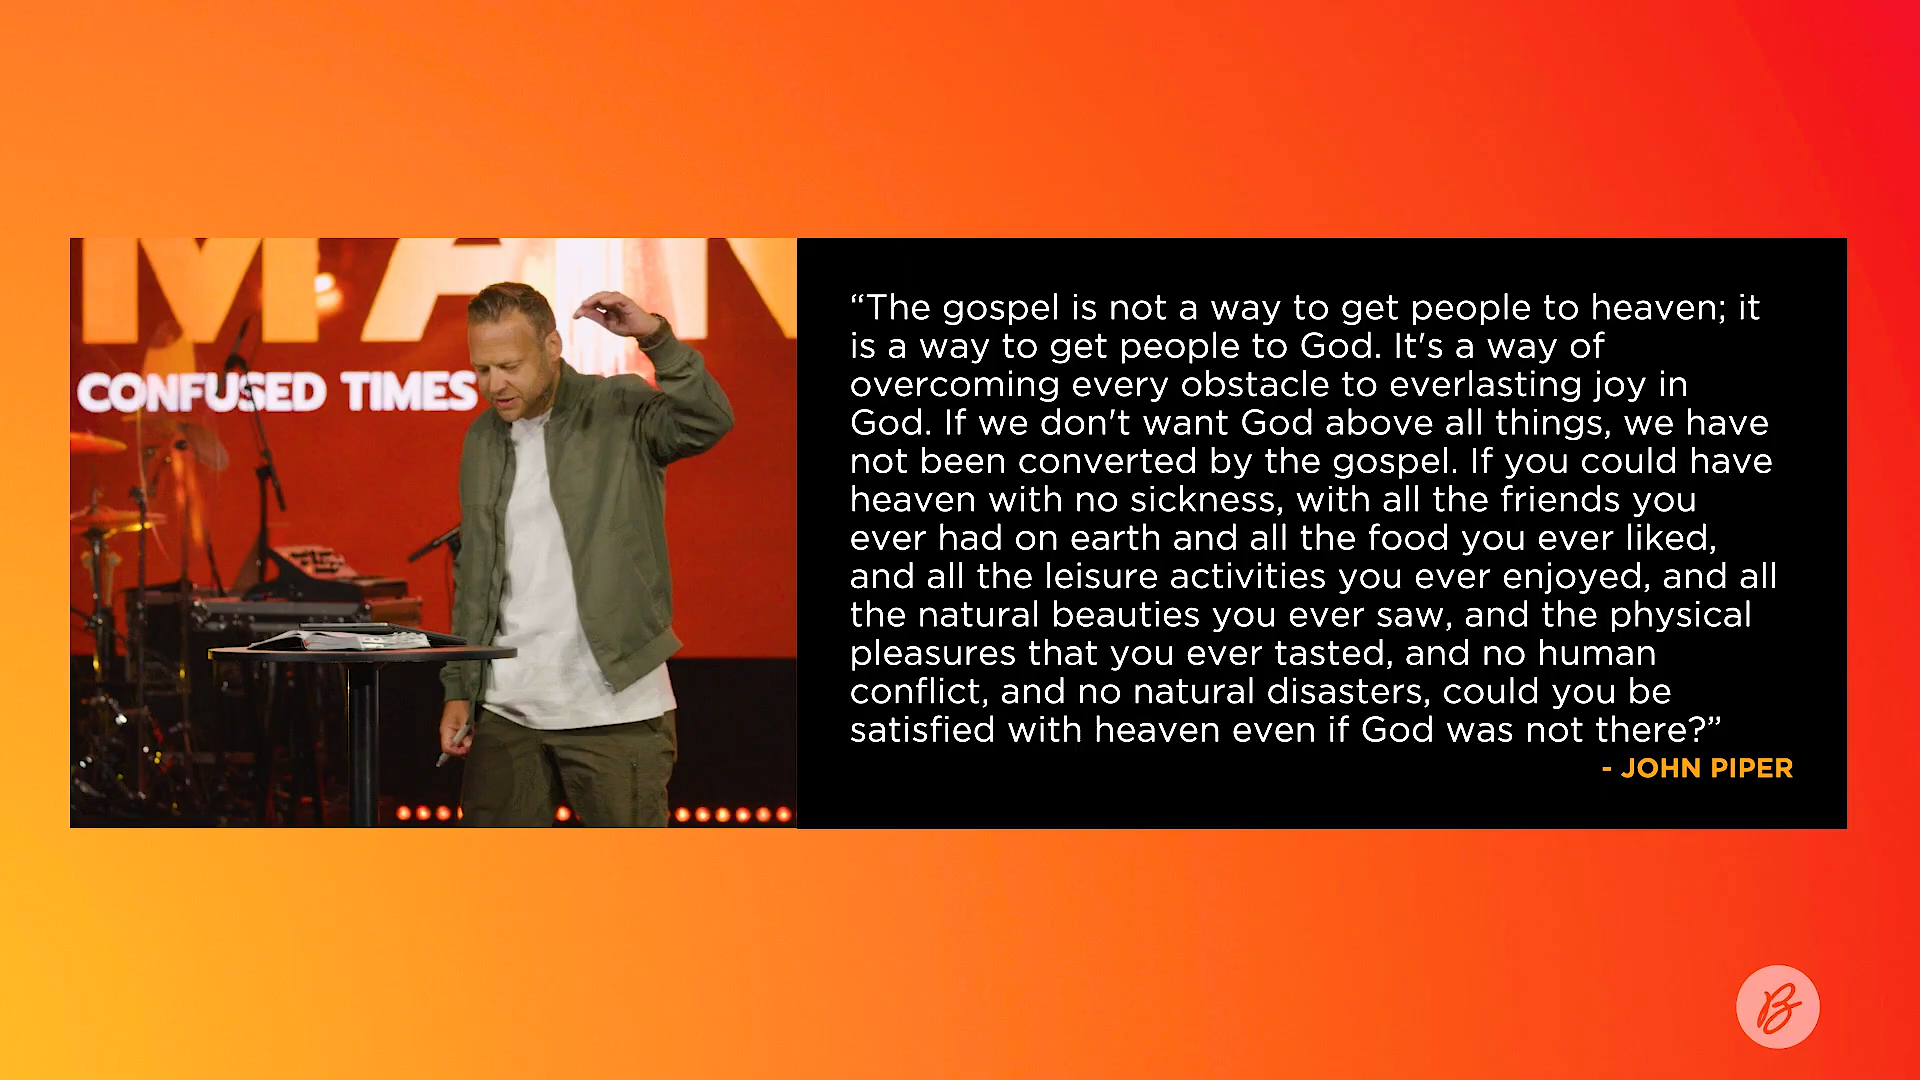 MAN
CONFUSED TIMES
“The gospel is not a way to get people to heaven; it
is a way to get people to God. It's a way of
overcoming every obstacle to everlasting joy in
God. If we don't want God above all things, we have
not been converted by the gospel. If you could have
heaven with no sickness, with all the friends you
ever had on earth and all the food you ever liked,
and all the leisure activities you ever enjoyed, and all
the natural beauties you ever saw, and the physical
pleasures that you ever tasted, and no human
conflict, and no natural disasters, could you be
satisfied with heaven even if God was not there?”
- JOHN PIPER
B